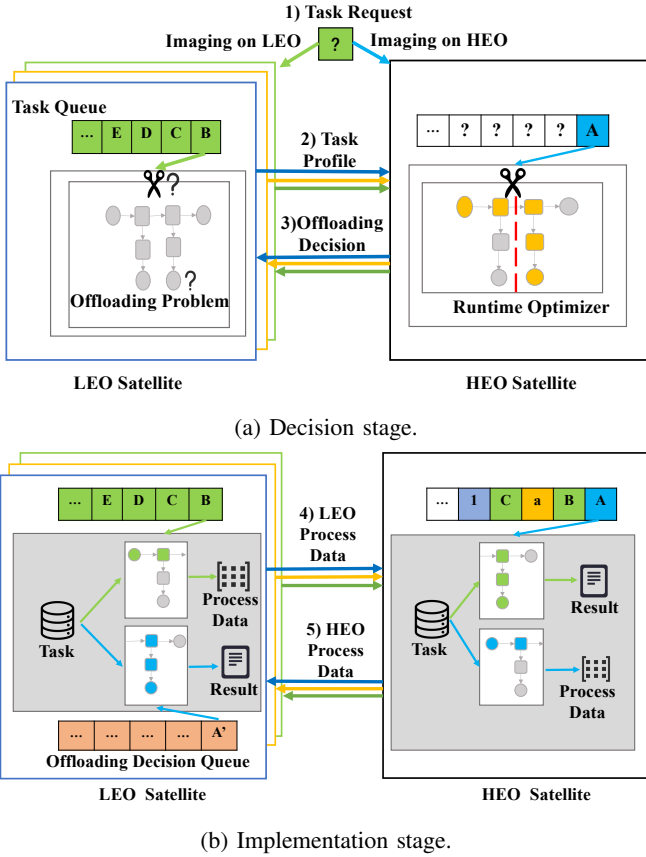 1) Task Request
Imaging on LEO
?
Imaging on HEO
Task Queue
... E D C B
2) Task
Profile
... ? ? ? ? A
?
3)Offloading
Decision
?
Offloading Problem
Runtime Optimizer
LEO Satellite
HEO Satellite
(a) Decision stage.
... E D C B
4) LEO
Process
Data
... 1 C a B A
Process
Data
Task
Result
5) HEO
Process
Data
Result
Task
Process
Data
... ... ... ... A’
Offloading Decision Queue
LEO Satellite
HEO Satellite
(b) Implementation stage.